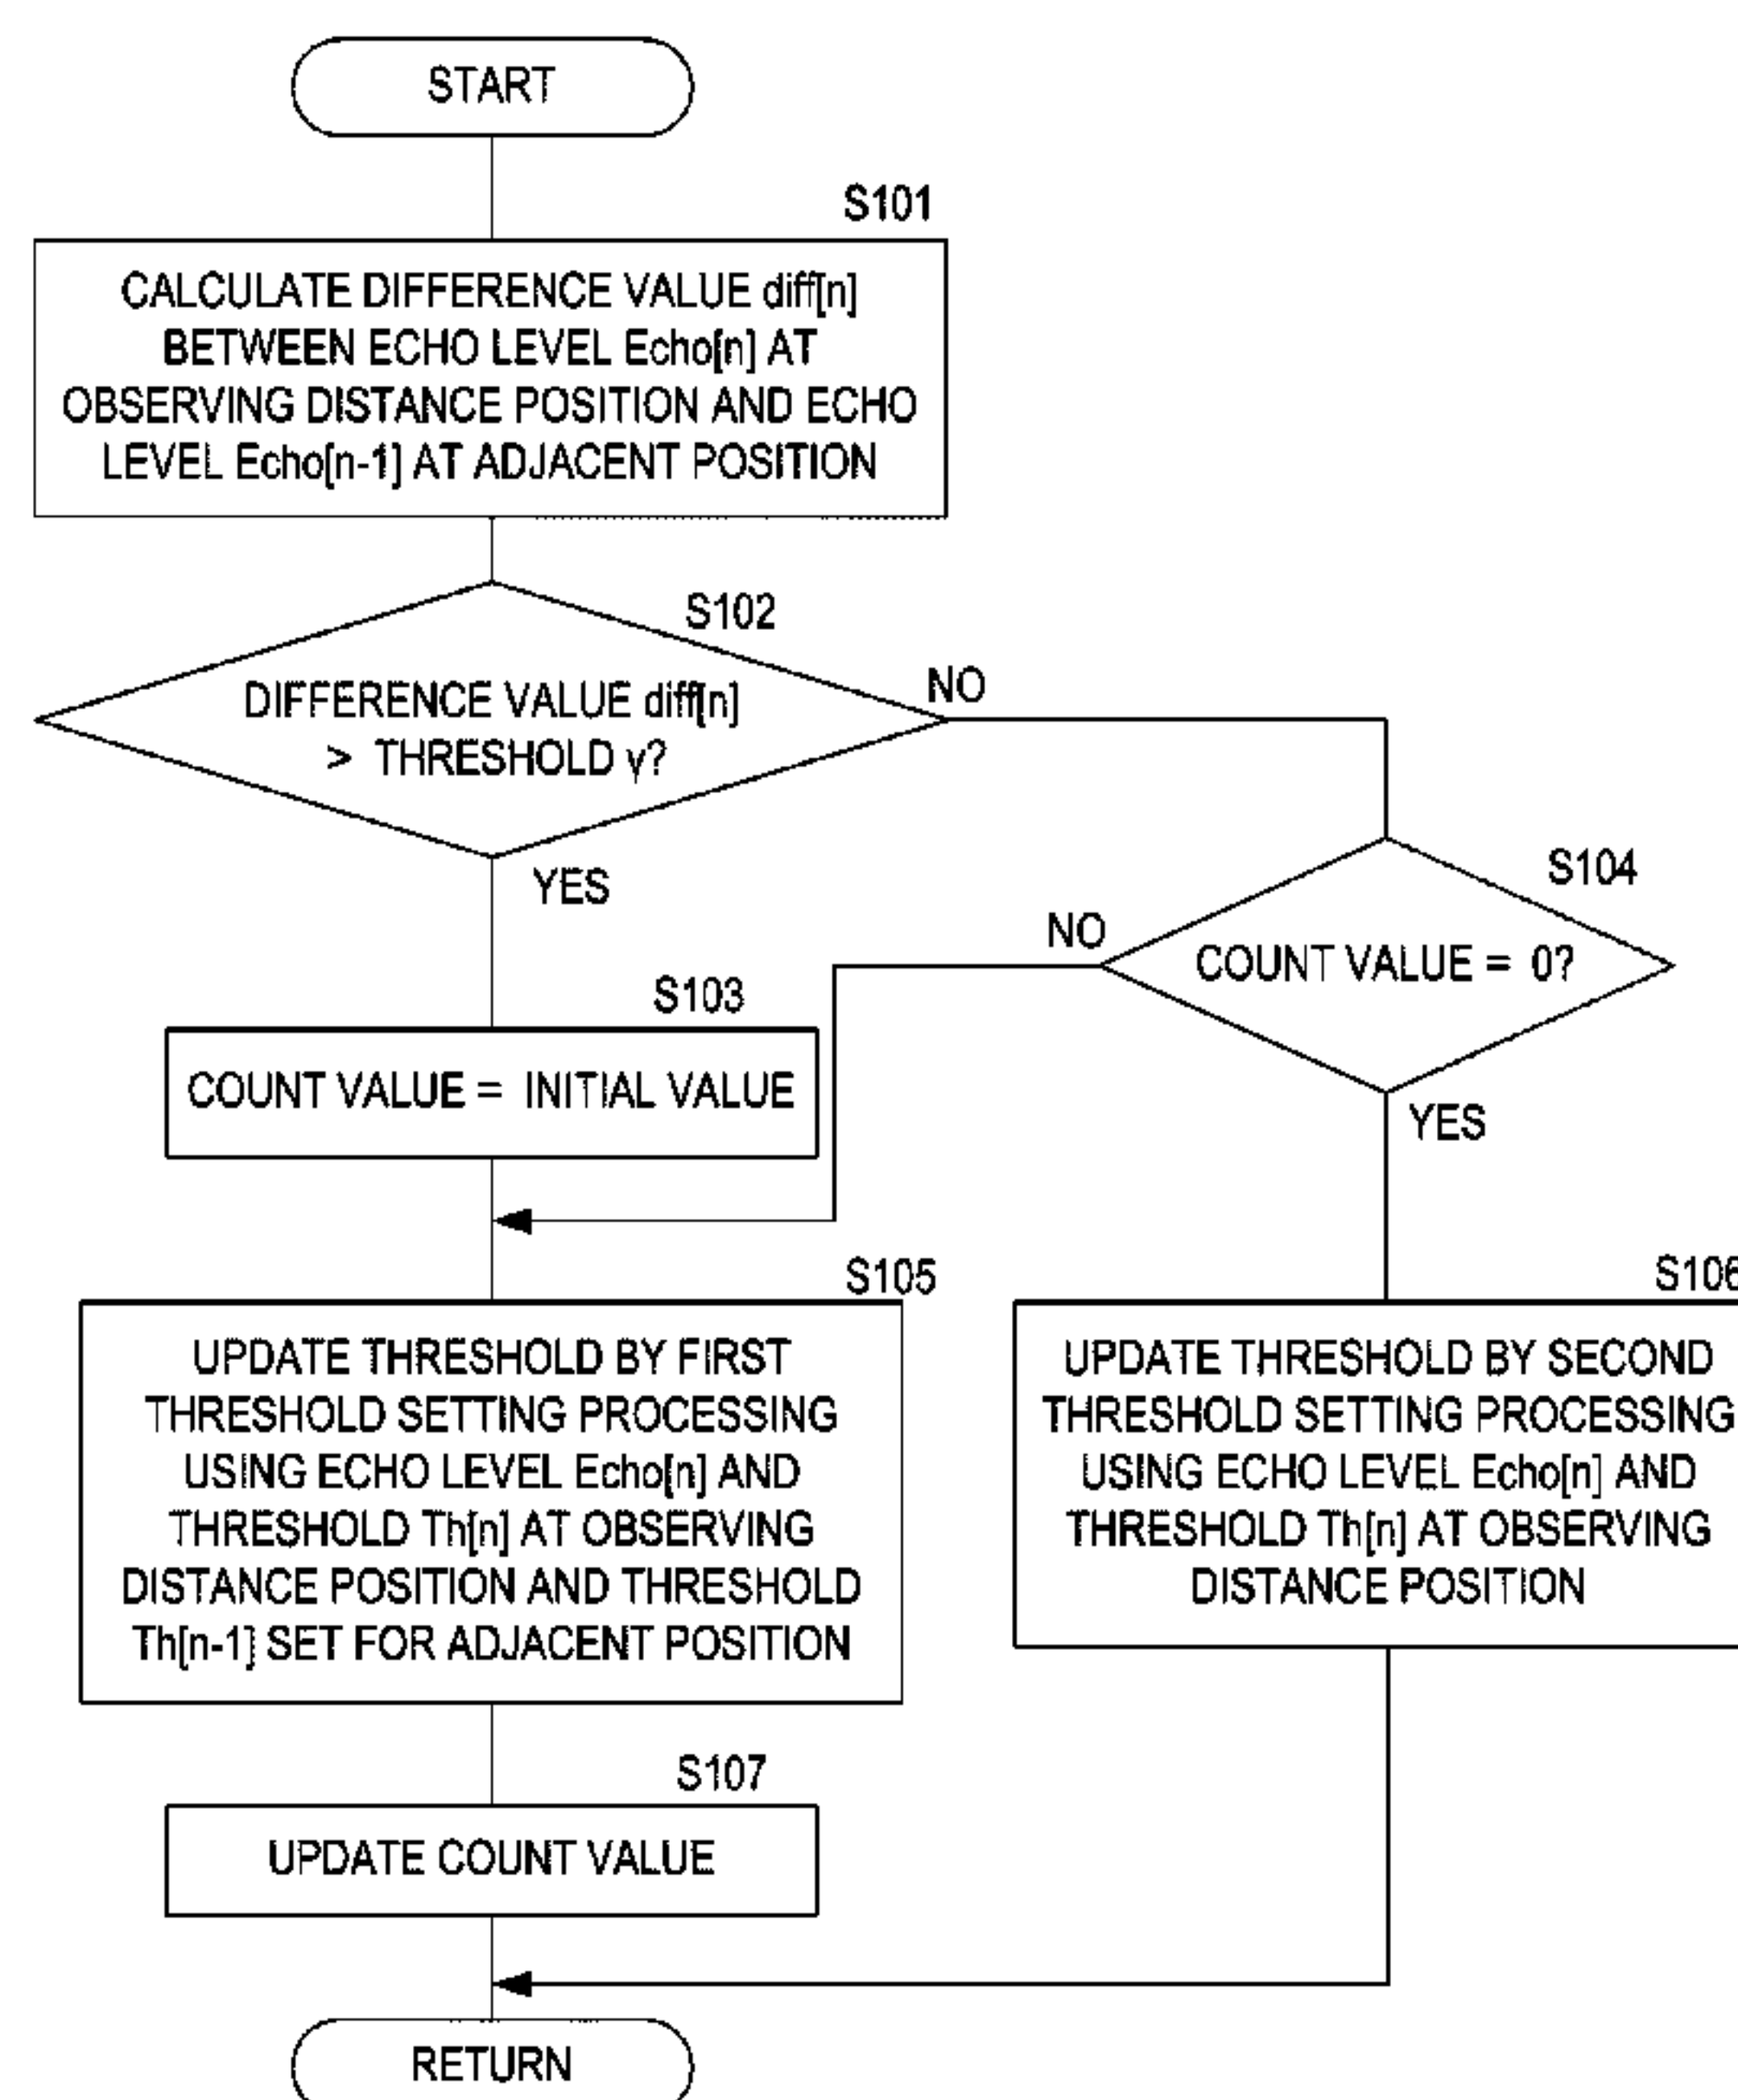 START
S101
CALCULATE DIFFERENCE VALUE diff[n]
BETWEEN ECHO LEVEL Echo[n] AT
OBSERVING DISTANCE POSITION AND ECHO
LEVEL Echo[n-1] AT ADJACENT POSITION
S102
DIFFERENCE VALUE diff[n]
> THRESHOLD γ?
NO
YES
S104
COUNT VALUE = 0?
NO
YES
S103
COUNT VALUE = INITIAL VALUE
S105
UPDATE THRESHOLD BY FIRST
THRESHOLD SETTING PROCESSING
USING ECHO LEVEL Echo[n] AND
THRESHOLD Th[n] AT OBSERVING
DISTANCE POSITION AND THRESHOLD
Th[n-1] SET FOR ADJACENT POSITION
S106
UPDATE THRESHOLD BY SECOND
THRESHOLD SETTING PROCESSING
USING ECHO LEVEL Echo[n] AND
THRESHOLD Th[n] AT OBSERVING
DISTANCE POSITION
S107
UPDATE COUNT VALUE
RETURN